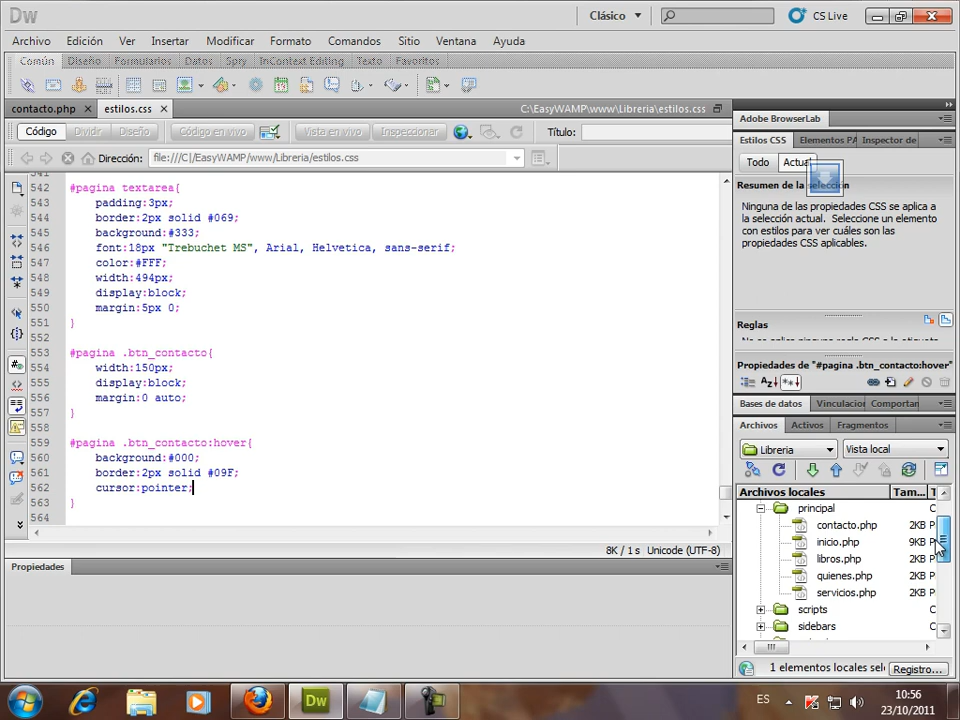 Dw
Clásico
CS Live
Archivo Edición Ver Insertar Modificar Formato Comandos Sitio Ventana Ayuda
Común Diseño Formularios Datos Spry InContext Editing Texto Favoritos
contacto.php
estilos.css
C:\EasyWAMP\www\Libreria\estilos.css
Código Dividir Diseño Código en vivo Vista en vivo Inspeccionar Título:
Dirección: file:///C|/EasyWAMP/www/Libreria/estilos.css
542 #pagina textarea{
543 padding:3px;
544 border:2px solid #069;
545 background:#333;
546 font:18px "Trebuchet MS", Arial, Helvetica, sans-serif;
547 color:#FFF;
548 width:494px;
549 display:block;
550 margin:5px 0;
551 }
552
553 #pagina .btn_contacto{
554 width:150px;
555 display:block;
556 margin:0 auto;
557 }
558
559 #pagina .btn_contacto:hover{
560 background:#000;
561 border:2px solid #09F;
562 cursor:pointer;
563 }
564
8K / 1 s Unicode (UTF-8)
Propiedades
Adobe BrowserLab
Estilos CSS Elementos PA Inspector de
Todo Actual
Resumen de la selección
Ninguna de las propiedades CSS se aplica a
la selección actual. Seleccione un elemento
con estilos para ver cuáles son las
propiedades CSS aplicables.
Reglas
Propiedades de "#pagina .btn_contacto:hover"
Bases de datos Vinculacion Comportar
Archivos Activos Fragmentos
Libreria Vista local
Archivos locales Tam... T
principal C
contacto.php 2KB P
inicio.php 9KB P
libros.php 2KB P
quienes.php 2KB P
servicios.php 2KB P
scripts C
sidebars C
1 elementos locales sel Registro...
Dw
ES
10:56
23/10/2011